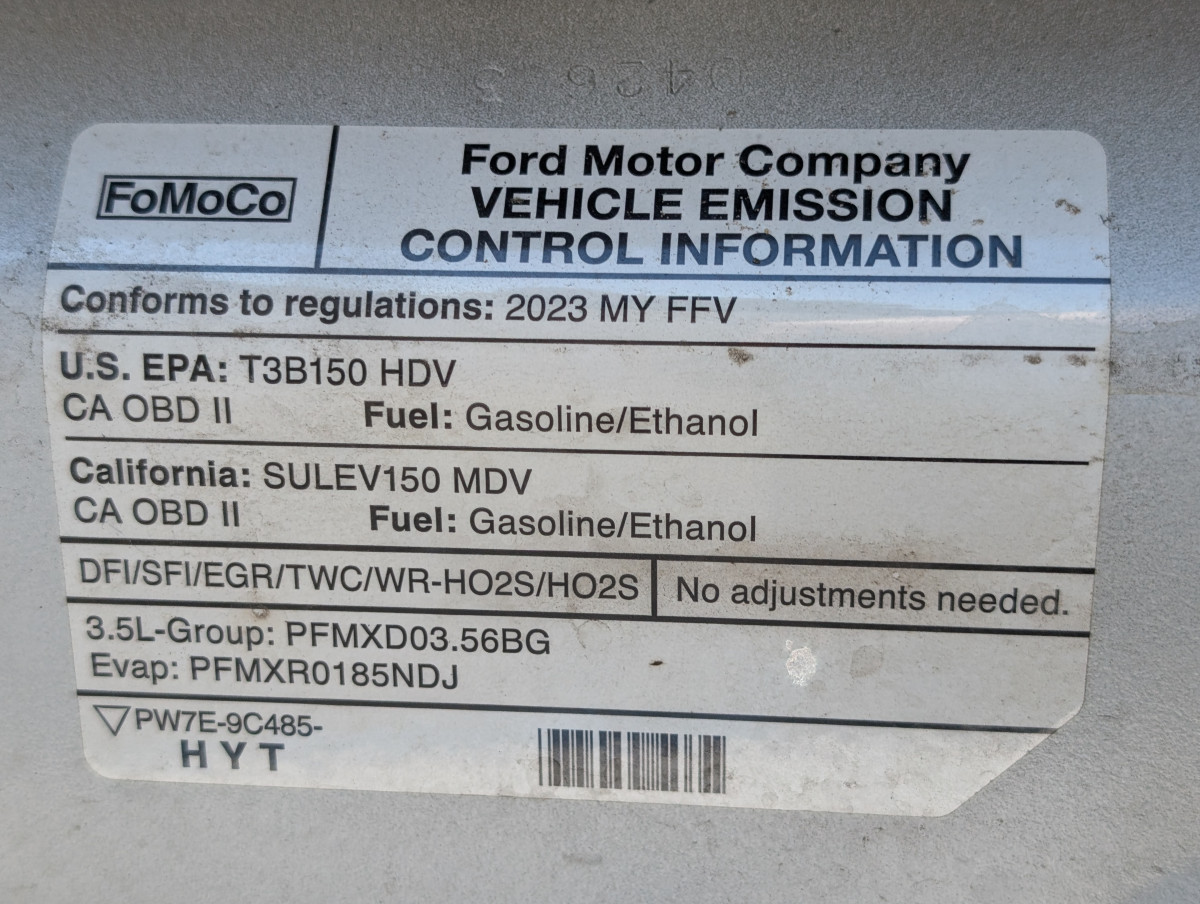 FoMoCo
Ford Motor Company
VEHICLE EMISSION
CONTROL INFORMATION
Conforms to regulations: 2023 MY FFV
U.S. EPA: T3B150 HDV
CA OBD II Fuel: Gasoline/Ethanol
California: SULEV150 MDV
CA OBD II Fuel: Gasoline/Ethanol
DFI/SFI/EGR/TWC/WR-HO2S/HO2S No adjustments needed.
3.5L-Group: PFMXD03.56BG
Evap: PFMXR0185NDJ
PW7E-9C485-
HYT